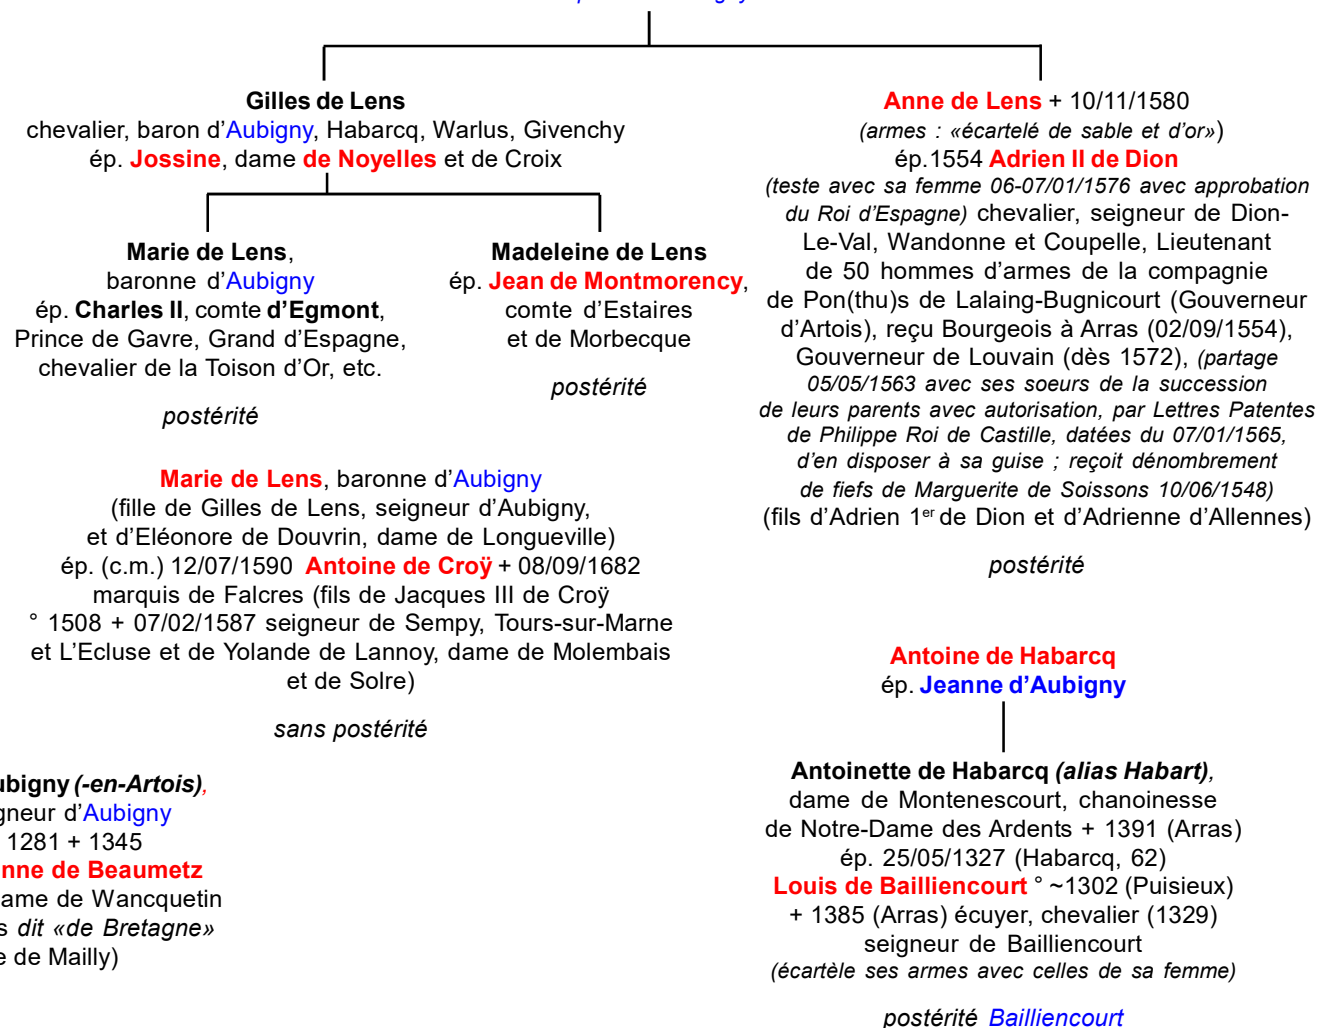 Gilles de Lens
chevalier, baron d’Aubigny, Habarcq, Warlus, Givenchy
ép. Jossine, dame de Noyelles et de Croix
Marie de Lens,
baronne d’Aubigny
ép. Charles II, comte d’Egmont,
Prince de Gavre, Grand d’Espagne,
chevalier de la Toison d’Or, etc.
postérité
Madeleine de Lens
ép. Jean de Montmorency,
comte d’Estaires
et de Morbecque
postérité
Anne de Lens + 10/11/1580
(armes : «écartelé de sable et d’or»)
ép.1554 Adrien II de Dion
(teste avec sa femme 06-07/01/1576 avec approbation
du Roi d’Espagne) chevalier, seigneur de Dion-
Le-Val, Wandonne et Coupelle, Lieutenant
de 50 hommes d’armes de la compagnie
de Pon(thu)s de Lalaing-Bugnicourt (Gouverneur
d’Artois), reçu Bourgeois à Arras (02/09/1554),
Gouverneur de Louvain (dès 1572), (partage
05/05/1563 avec ses soeurs de la succession
de leurs parents avec autorisation, par Lettres Patentes
de Philippe Roi de Castille, datées du 07/01/1565,
d’en disposer à sa guise ; reçoit dénombrement
de fiefs de Marguerite de Soissons 10/06/1548)
(fils d’Adrien 1er de Dion et d’Adrienne d’Allennes)
postérité
Marie de Lens, baronne d’Aubigny
(fille de Gilles de Lens, seigneur d’Aubigny,
et d’Eléonore de Douvrin, dame de Longueville)
ép. (c.m.) 12/07/1590 Antoine de Croÿ + 08/09/1682
marquis de Falcres (fils de Jacques III de Croÿ
° 1508 + 07/02/1587 seigneur de Sempy, Tours-sur-Marne
et L’Ecluse et de Yolande de Lannoy, dame de Molembais
et de Solre)
sans postérité
Antoine de Habarcq
ép. Jeanne d’Aubigny
Antoinette de Habarcq (alias Habart),
dame de Montenescourt, chanoinesse
de Notre-Dame des Ardents + 1391 (Arras)
ép. 25/05/1327 (Habarcq, 62)
Louis de Bailliencourt ° ~1302 (Puisieux)
+ 1385 (Arras) écuyer, chevalier (1329)
seigneur de Bailliencourt
(écartèle ses armes avec celles de sa femme)
postérité Bailliencourt
ubigny (-en-Artois),
gneur d’Aubigny
1281 + 1345
nne de Beaumetz
ame de Wancquetin
s dit «de Bretagne»
e de Mailly)